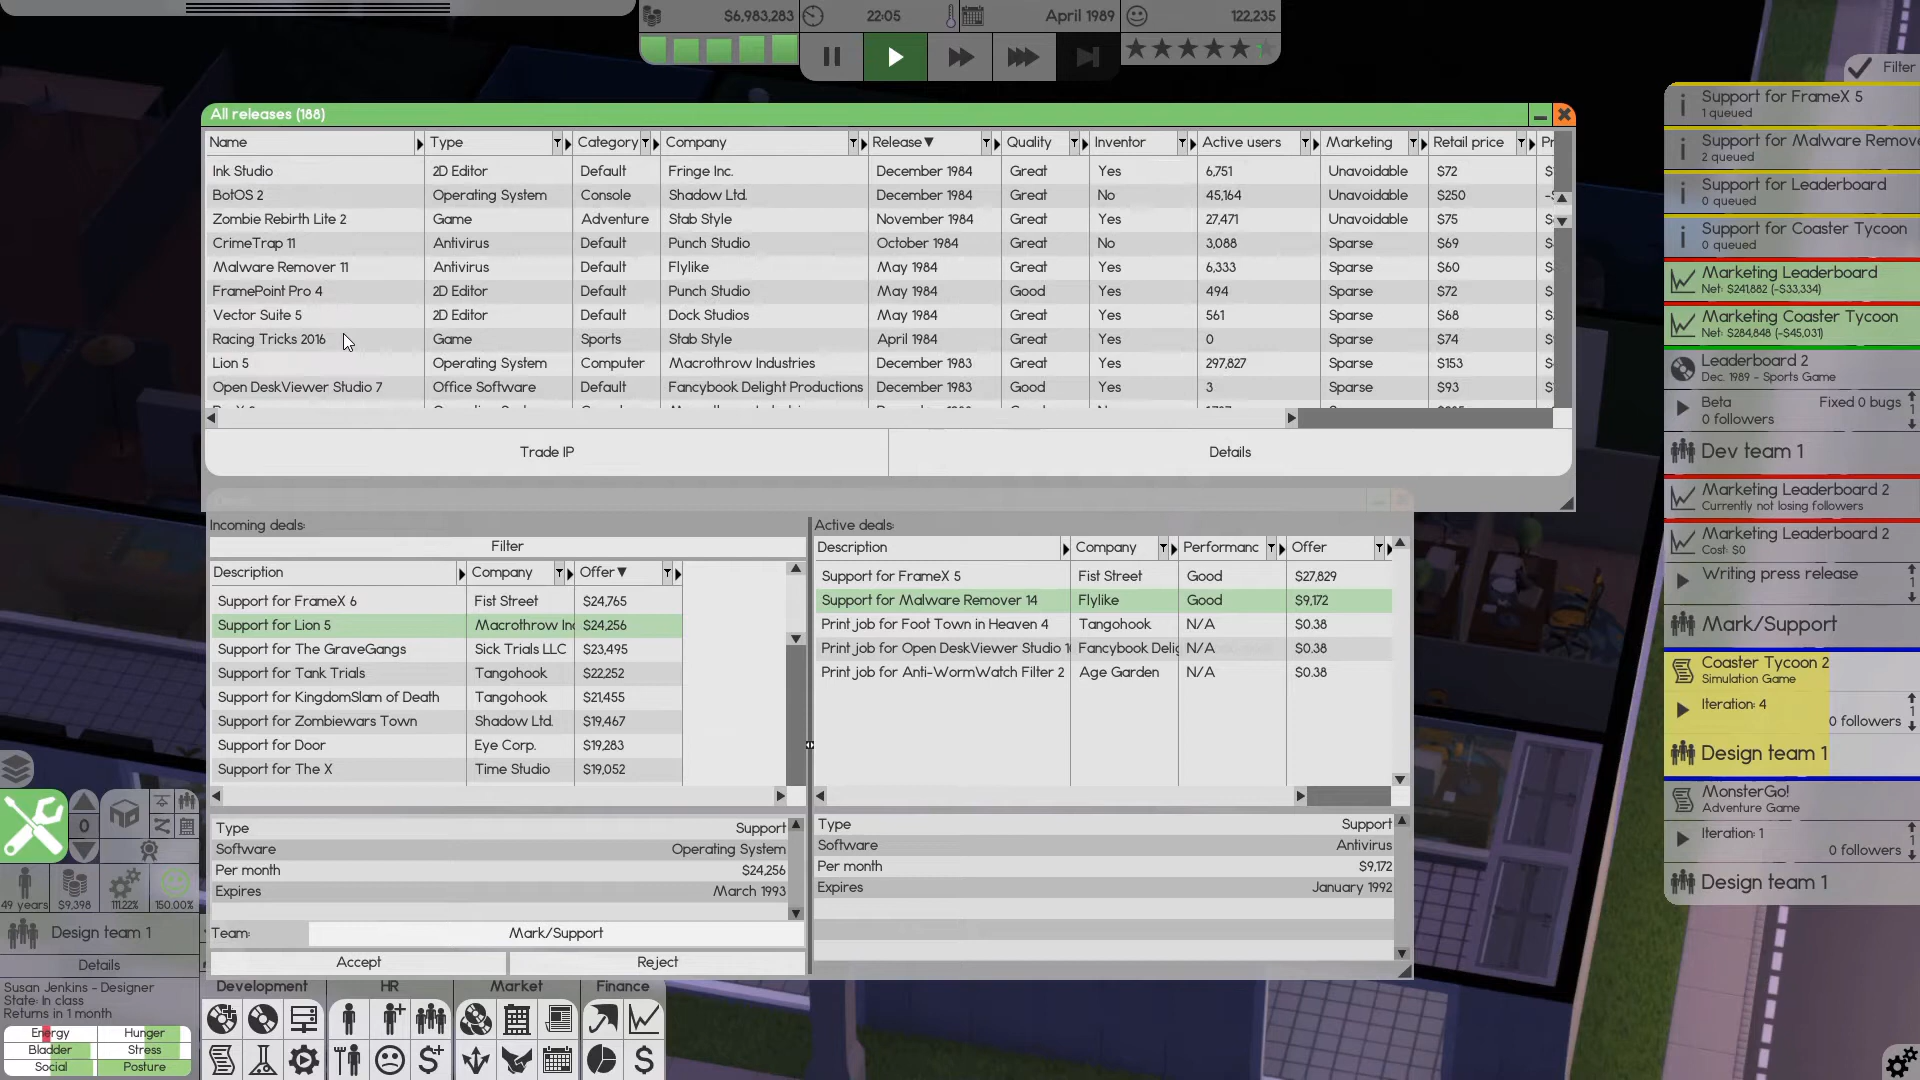 $6,983,283
22:05
April 1989
122,235
Filter
All releases (188)
Name Type Category Company Release Quality Inventor Active users Marketing Retail price
Ink Studio 2D Editor Default Fringe Inc. December 1984 Great Yes 6,751 Unavoidable $72
BotOS 2 Operating System Console Shadow Ltd. December 1984 Great No 45,164 Unavoidable $250
Zombie Rebirth Lite 2 Game Adventure Stab Style November 1984 Great Yes 27,471 Unavoidable $75
CrimeTrap 11 Antivirus Default Punch Studio October 1984 Great No 3,088 Sparse $69
Malware Remover 11 Antivirus Default Flylike May 1984 Great Yes 6,333 Sparse $60
FramePoint Pro 4 2D Editor Default Punch Studio May 1984 Good Yes 494 Sparse $72
Vector Suite 5 2D Editor Default Dock Studios May 1984 Great Yes 561 Sparse $68
Racing Tricks 2016 Game Sports Stab Style April 1984 Great Yes 0 Sparse $74
Lion 5 Operating System Computer Macrothrow Industries December 1983 Great Yes 297,827 Sparse $153
Open DeskViewer Studio 7 Office Software Default Fancybook Delight Productions December 1983 Good Yes 3 Sparse $93
Trade IP Details
Incoming deals:
Filter
Description Company Offer
Support for FrameX 6 Fist Street $24,765
Support for Lion 5 Macrothrow Inc $24,256
Support for The GraveGangs Sick Trials LLC $23,495
Support for Tank Trials Tangohook $22,252
Support for KingdomSlam of Death Tangohook $21,455
Support for Zombiewars Town Shadow Ltd. $19,467
Support for Door Eye Corp. $19,283
Support for The X Time Studio $19,052
Type Support
Software Operating System
Per month $24,256
Expires March 1993
Team: Mark/Support
Accept Reject
Active deals:
Description Company Performanc Offer
Support for FrameX 5 Fist Street Good $27,829
Support for Malware Remover 14 Flylike Good $9,172
Print job for Foot Town in Heaven 4 Tangohook N/A $0.38
Print job for Open DeskViewer Studio Fancybook N/A $0.38
Print job for Anti-WormWatch Filter 2 Age Garden N/A $0.38
Type Support
Software Antivirus
Per month $9,172
Expires January 1992
Support for FrameX 5
1 queued
Support for Malware Remove
2 queued
Support for Leaderboard
0 queued
Support for Coaster Tycoon
0 queued
Marketing Leaderboard
Net: $241,882 (-$33,334)
Marketing Coaster Tycoon
Net: $284,848 (-$45,031)
Leaderboard 2
Dec. 1989 - Sports Game
Beta Fixed 0 bugs
0 followers 1
Dev team 1
Marketing Leaderboard 2
Currently not losing followers
Marketing Leaderboard 2
Cost: $0
Writing press release
1
Mark/Support
Coaster Tycoon 2
Simulation Game
Iteration: 4
0 followers 1
Design team 1
MonsterGo!
Adventure Game
Iteration: 1
0 followers 1
Design team 1
0
49 years $9,398 111.22% 150.00%
Design team 1
Details
Susan Jenkins - Designer
State: In class
Returns in 1 month
Energy Hunger
Bladder Stress
Social Posture
Development HR Market Finance